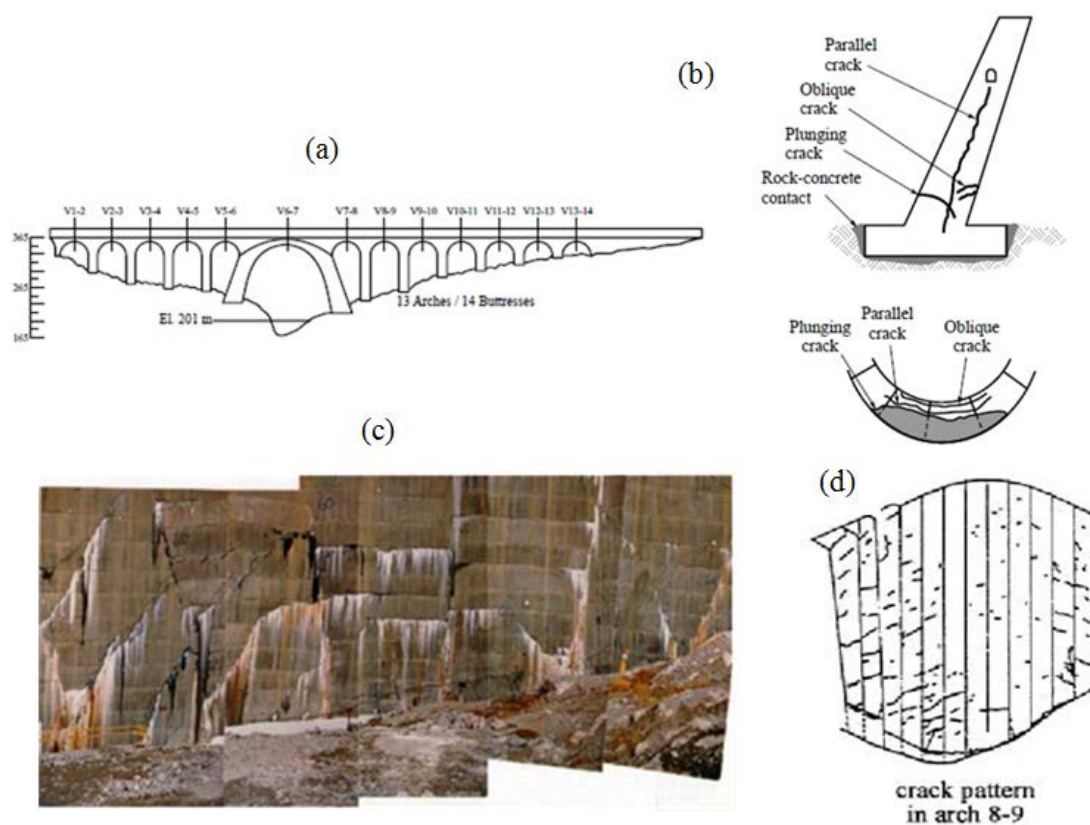 (a)
V1-2 V2-3 V3-4 V4-5 V5-6 V6-7 V7-8 V8-9 V9-10 V10-11 V11-12 V12-13 V13-14
365
265
165
13 Arches / 14 Buttresses
El. 201 m
(b)
Parallel
crack
Oblique
crack
Plunging
crack
Rock-concrete
contact
Plunging
crack
Parallel
crack
Oblique
crack
(c)
(d)
crack pattern
in arch 8-9